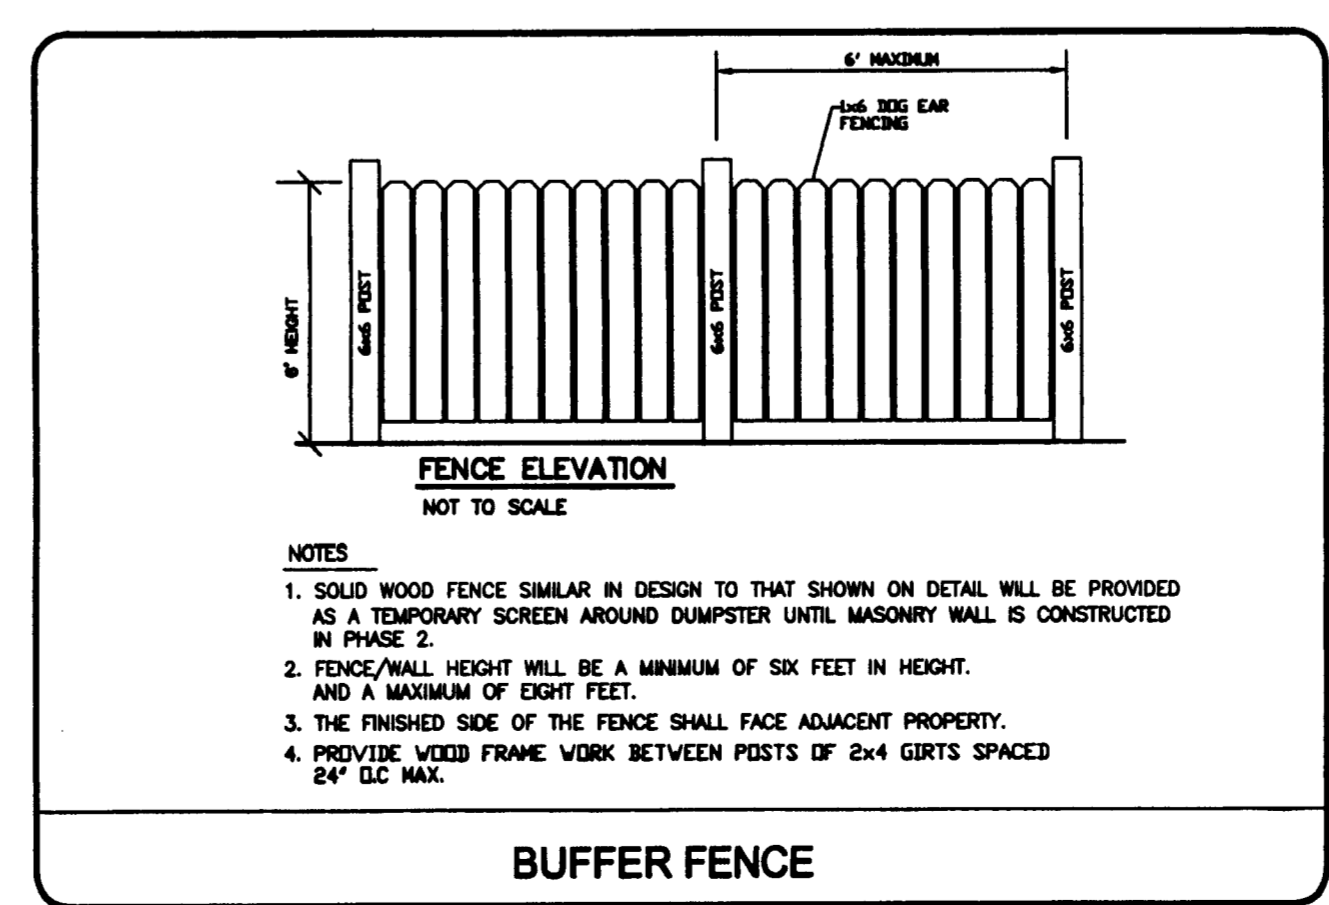 6' MAXIMUM
1x6 DOG EAR
FENCING
6' HEIGHT
6x6 POST
6x6 POST
6x6 POST
FENCE ELEVATION
NOT TO SCALE
NOTES
1. SOLID WOOD FENCE SIMILAR IN DESIGN TO THAT SHOWN ON DETAIL WILL BE PROVIDED
AS A TEMPORARY SCREEN AROUND DUMPSTER UNTIL MASONRY WALL IS CONSTRUCTED
IN PHASE 2.
2. FENCE/WALL HEIGHT WILL BE A MINIMUM OF SIX FEET IN HEIGHT.
AND A MAXIMUM OF EIGHT FEET.
3. THE FINISHED SIDE OF THE FENCE SHALL FACE ADJACENT PROPERTY.
4. PROVIDE WOOD FRAME WORK BETWEEN POSTS OF 2x4 GIRTS SPACED
24" O.C MAX.
BUFFER FENCE